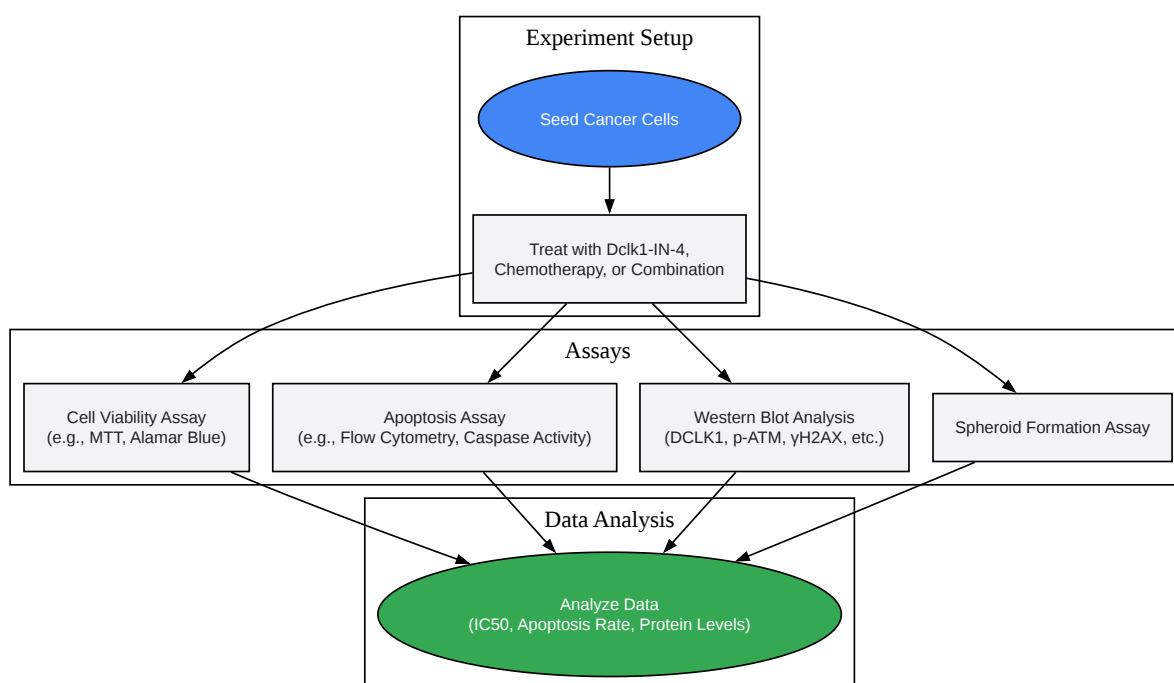 Experiment Setup
Seed Cancer Cells
Treat with Dclk1-IN-4,
Chemotherapy, or Combination
Assays
Cell Viability Assay
(e.g., MTT, Alamar Blue)
Apoptosis Assay
(e.g., Flow Cytometry, Caspase Activity)
Western Blot Analysis
(DCLK1, p-ATM, γH2AX, etc.)
Spheroid Formation Assay
Data Analysis
Analyze Data
(IC50, Apoptosis Rate, Protein Levels)